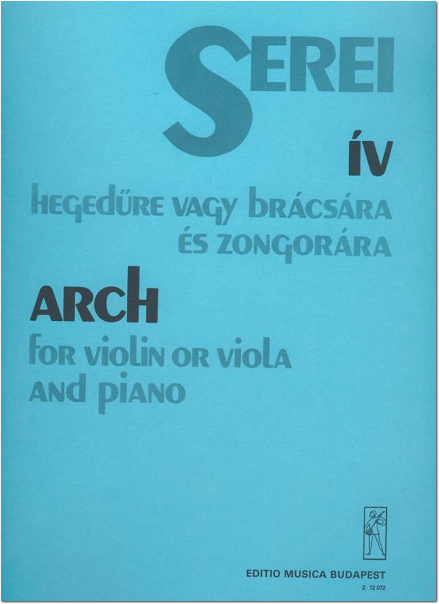 SEREI
ÍV
HEGEDŰRE VAGY BRÁCSÁRA
ÉS ZONGORÁRA
ARCH
FOR VIOLIN OR VIOLA
AND PIANO
EDITIO MUSICA BUDAPEST
Z. 12 072